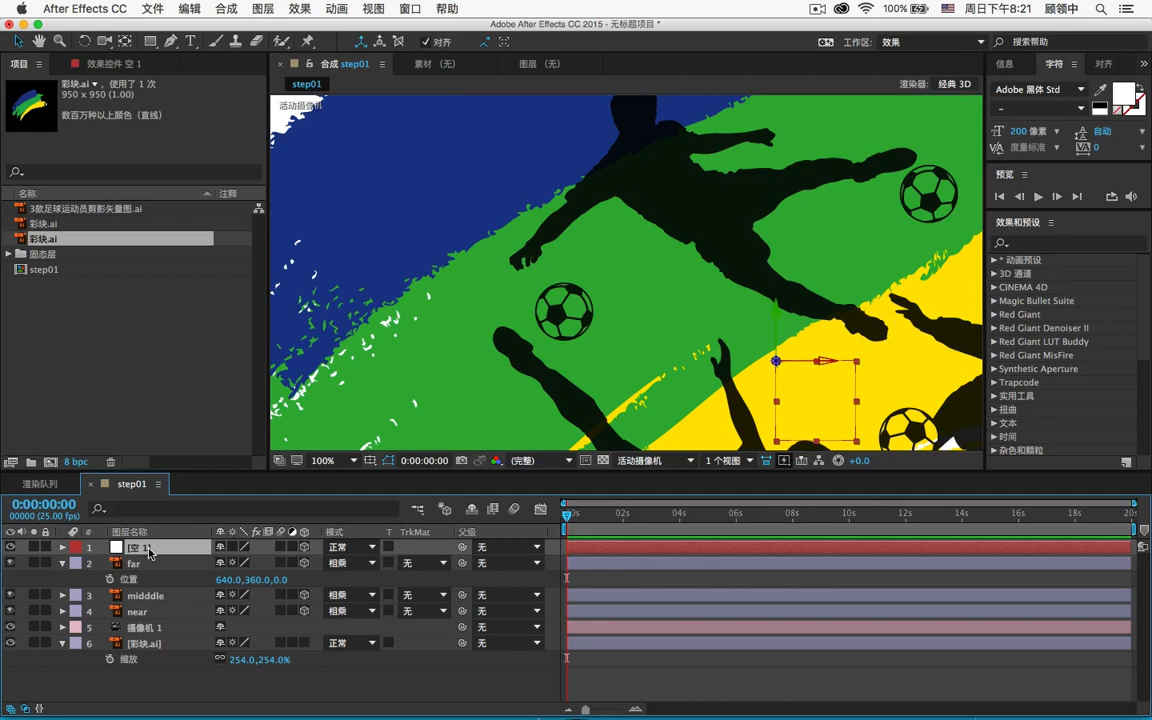 After Effects CC 文件 编辑 合成 图层 效果 动画 视图 窗口 帮助 100% 周日下午8:21 顾领中
Adobe After Effects CC 2015 - 无标题项目 *
对齐 工作区: 效果 搜索帮助
项目 效果控件 空 1 合成 step01 素材 (无) 图层 (无) 信息 字符 对齐
彩块.ai ,使用了 1 次
950 x 950 (1.00)
数百万种以上颜色 (直线)
step01 渲染器: 经典 3D
活动摄像机
Adobe 黑体 Std
-
200 像素 自动
度量标准 0
预览
名称 注释
3款足球运动员剪影矢量图.ai
彩块.ai
彩块.ai
固态层
step01
效果和预设
* 动画预设
3D 通道
CINEMA 4D
Magic Bullet Suite
Red Giant
Red Giant Denoiser II
Red Giant LUT Buddy
Red Giant MisFire
Synthetic Aperture
Trapcode
实用工具
扭曲
文本
时间
杂色和颗粒
8 bpc 100% 0:00:00:00 (完整) 活动摄像机 1 个视图 +0.0
渲染队列 step01
0:00:00:00
00000 (25.00 fps)
02s 04s 06s 08s 10s 12s 14s 16s 18s 20s
# 图层名称 fx 模式 T TrkMat 父级
1 [空 1] 正常 无
2 far 相乘 无 无
位置 640.0,360.0,0.0
3 midddle 相乘 无 无
4 near 相乘 无 无
5 摄像机 1 无
6 [彩块.ai] 正常 无 无
缩放 254.0,254.0%